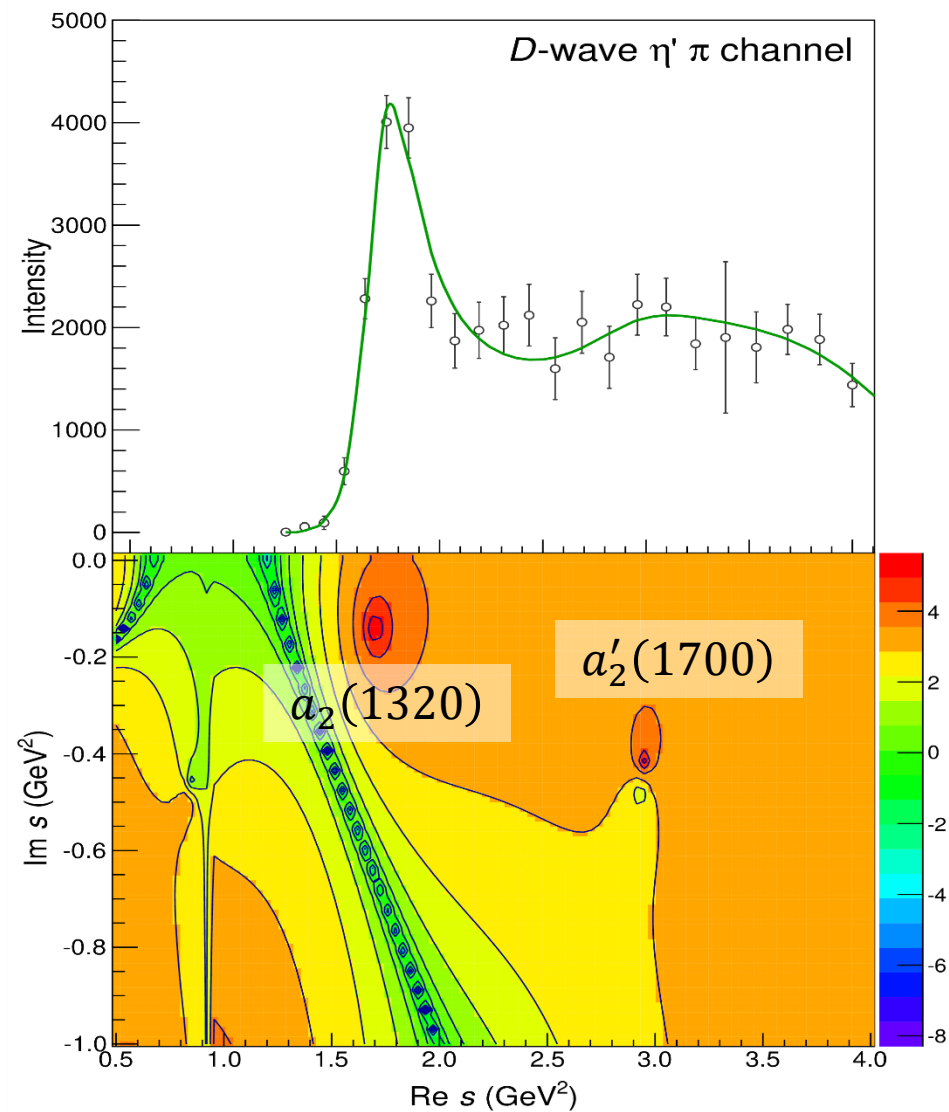 D-wave η' π channel
Intensity
5000
4000
3000
2000
1000
0
a₂(1320)
a₂′(1700)
Im s (GeV²)
0.0
-0.2
-0.4
-0.6
-0.8
-1.0
0.5 1.0 1.5 2.0 2.5 3.0 3.5 4.0
Re s (GeV²)
4
2
0
-2
-4
-6
-8